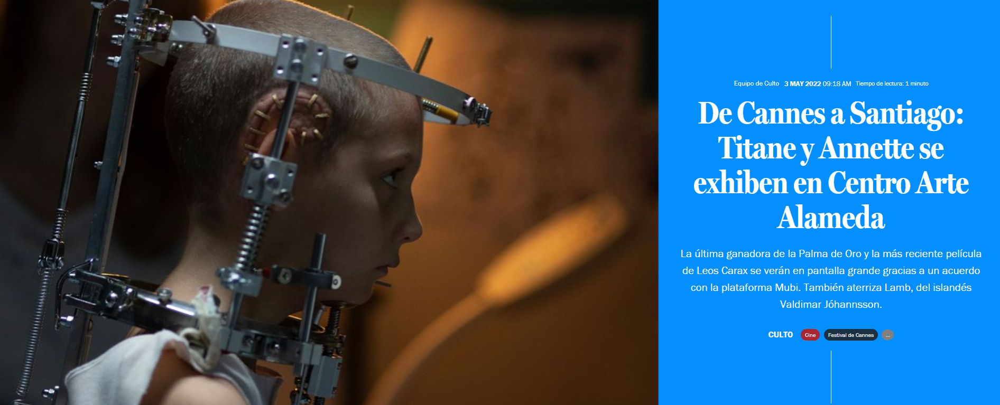 Equipo de Culto 3 MAY 2022 09:18 AM Tiempo de lectura: 1 minuto
De Cannes a Santiago:
Titane y Annette se
exhiben en Centro Arte
Alameda
La última ganadora de la Palma de Oro y la más reciente película
de Leos Carax se verán en pantalla grande gracias a un acuerdo
con la plataforma Mubi. También aterriza Lamb, del islandés
Valdimar Jóhannsson.
CULTO Cine Festival de Cannes ...